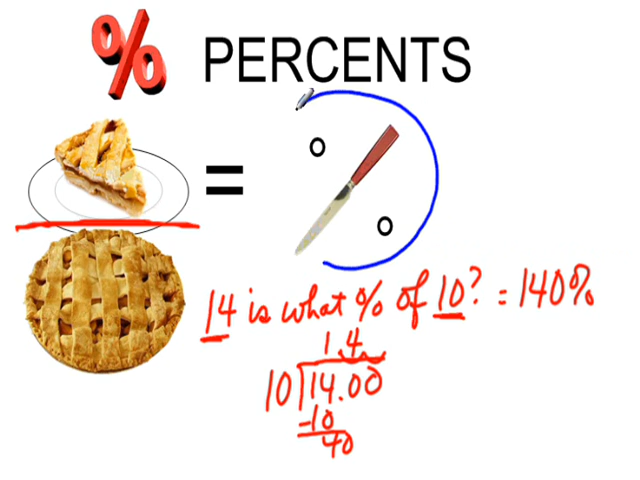 % PERCENTS
=
14 is what % of 10? = 140%
1.4
10 14.00
-10
40